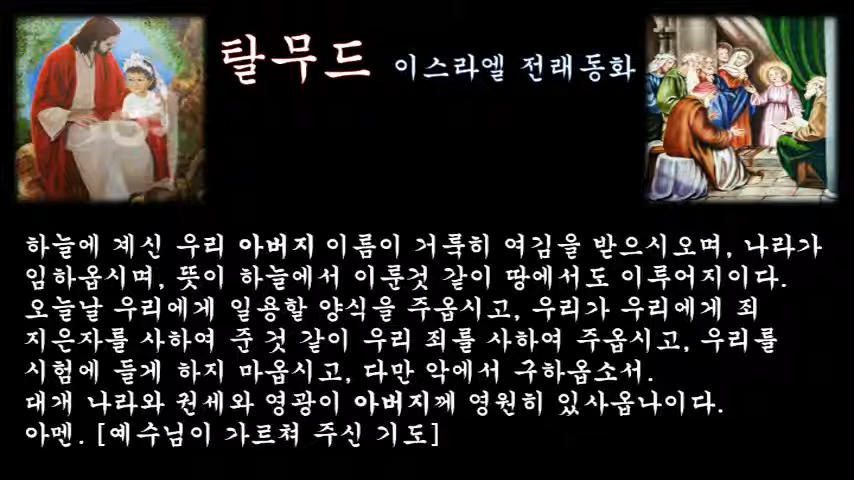 탈무드 이스라엘 전래동화
하늘에 계신 우리 아버지 이름이 거룩히 여김을 받으시오며, 나라가
임하옵시며, 뜻이 하늘에서 이룬것 같이 땅에서도 이루어지이다.
오늘날 우리에게 일용할 양식을 주옵시고, 우리가 우리에게 죄
지은자를 사하여 준 것 같이 우리 죄를 사하여 주옵시고, 우리를
시험에 들게 하지 마옵시고, 다만 악에서 구하옵소서.
대개 나라와 권세와 영광이 아버지께 영원히 있사옵나이다.
아멘. [예수님이 가르쳐 주신 기도]